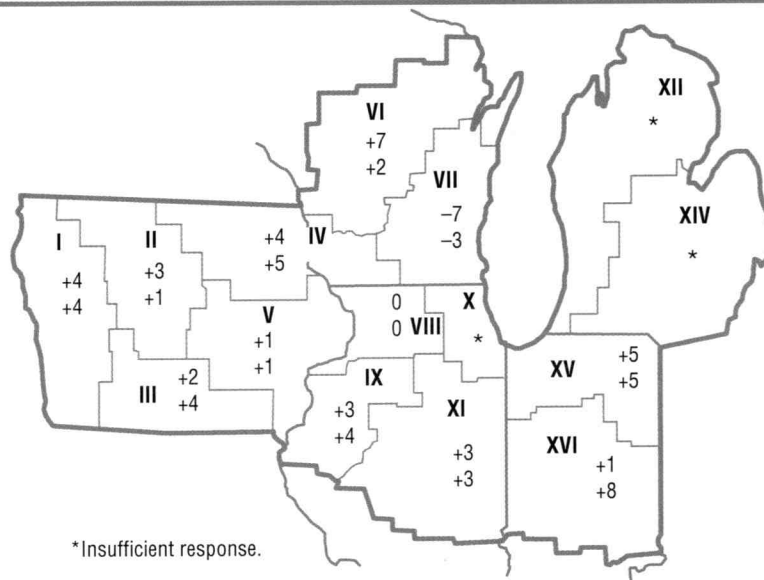 XII
*
VI
+7
+2
VII
−7
−3
XIV
*
I
+4
+4
II
+3
+1
+4
+5
IV
V
+1
+1
0
0
VIII
X
*
III
+2
+4
IX
+3
+4
XI
+3
+3
XV
+5
+5
XVI
+1
+8
*Insufficient response.